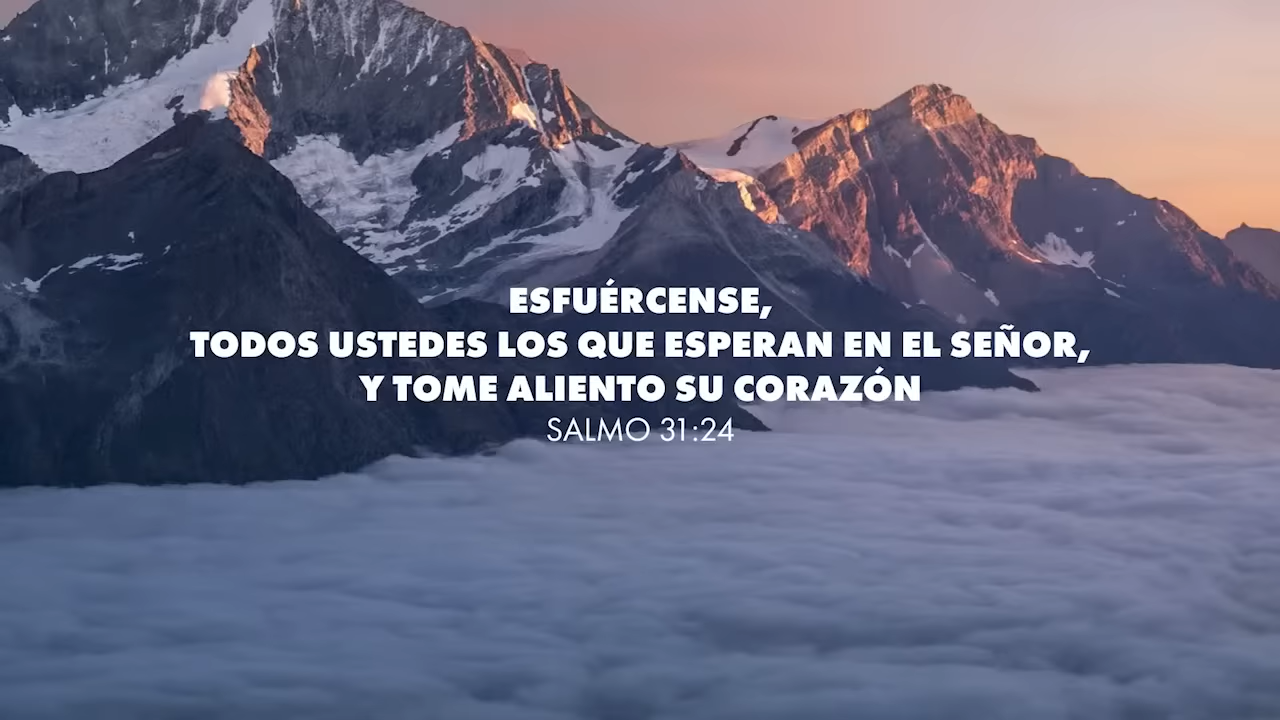 ESFUÉRCENSE,
TODOS USTEDES LOS QUE ESPERAN EN EL SEÑOR,
Y TOME ALIENTO SU CORAZÓN
SALMO 31:24